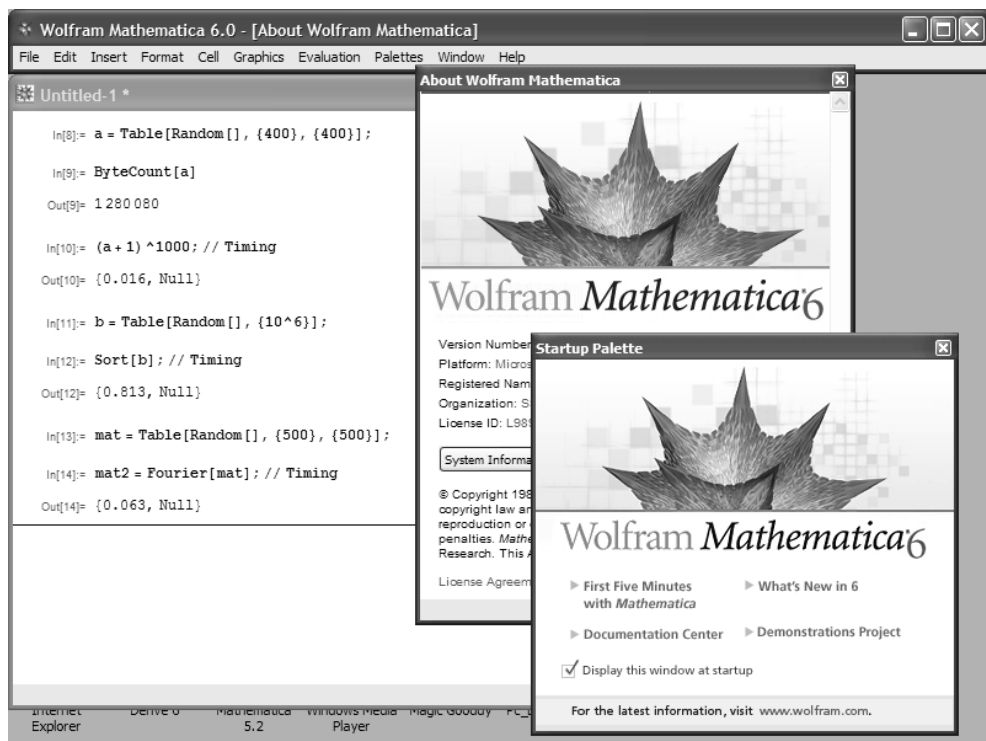 Wolfram Mathematica 6.0 - [About Wolfram Mathematica]
File Edit Insert Format Cell Graphics Evaluation Palettes Window Help
Untitled-1 *
In[8]:= a = Table[Random[], {400}, {400}];
In[9]:= ByteCount[a]
Out[9]= 1280080
In[10]:= (a + 1) ^1000; // Timing
Out[10]= {0.016, Null}
In[11]:= b = Table[Random[], {10^6}];
In[12]:= Sort[b]; // Timing
Out[12]= {0.813, Null}
In[13]:= mat = Table[Random[], {500}, {500}];
In[14]:= mat2 = Fourier[mat]; // Timing
Out[14]= {0.063, Null}
About Wolfram Mathematica
Wolfram Mathematica 6
Version Number
Platform: Micros
Registered Nam
Organization: S
License ID: L98
System Informa
© Copyright 198
copyright law an
reproduction or
penalties. Mathe
Research. This
License Agreem
Startup Palette
Wolfram Mathematica 6
First Five Minutes
with Mathematica
What's New in 6
Documentation Center
Demonstrations Project
Display this window at startup
For the latest information, visit www.wolfram.com.
Internet Derive 6 Mathematica Windows Media Magic Gooddy
Explorer 5.2 Player